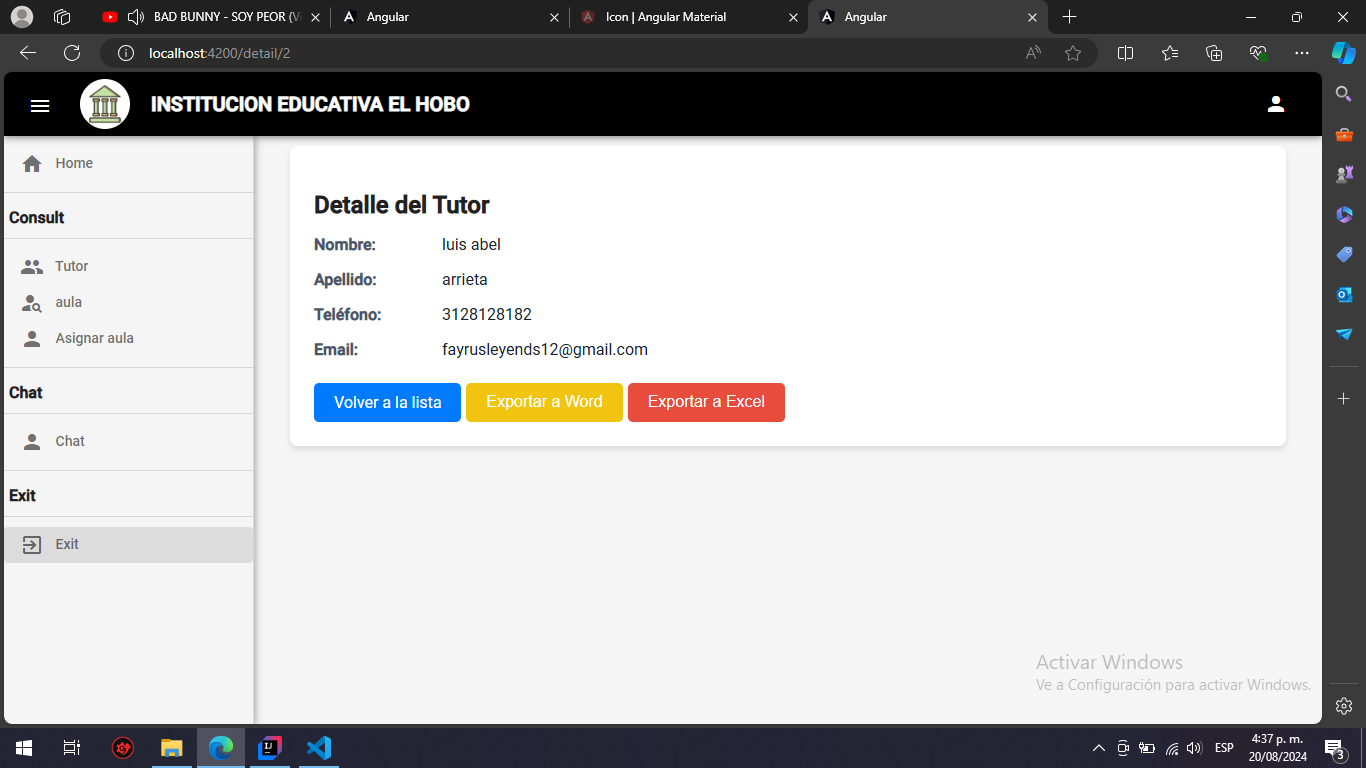 BAD BUNNY - SOY PEOR (Vi
Angular
Icon | Angular Material
Angular
localhost:4200/detail/2
INSTITUCION EDUCATIVA EL HOBO
Home
Consult
Tutor
aula
Asignar aula
Chat
Chat
Exit
Exit
Detalle del Tutor
Nombre: luis abel
Apellido: arrieta
Teléfono: 3128128182
Email: fayrusleyends12@gmail.com
Volver a la lista Exportar a Word Exportar a Excel
Activar Windows
Ve a Configuración para activar Windows.
ESP
4:37 p. m.
20/08/2024
3